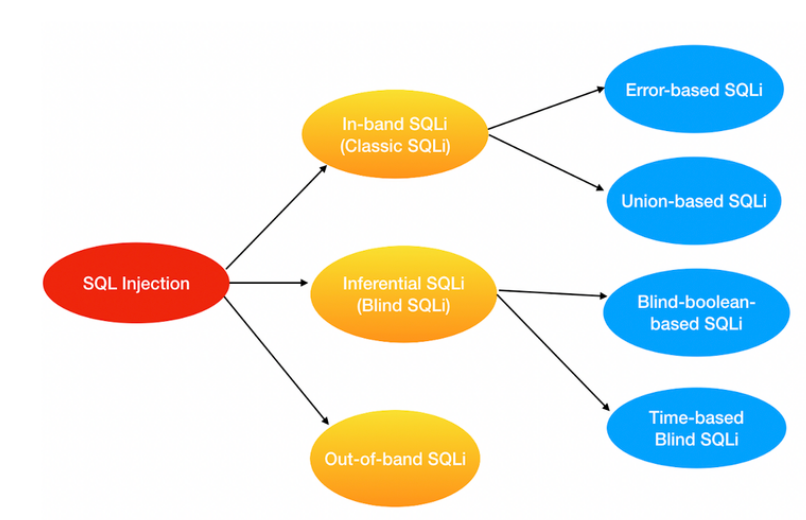 SQL Injection
In-band SQLi
(Classic SQLi)
Error-based SQLi
Union-based SQLi
Inferential SQLi
(Blind SQLi)
Blind-boolean-
based SQLi
Time-based
Blind SQLi
Out-of-band SQLi